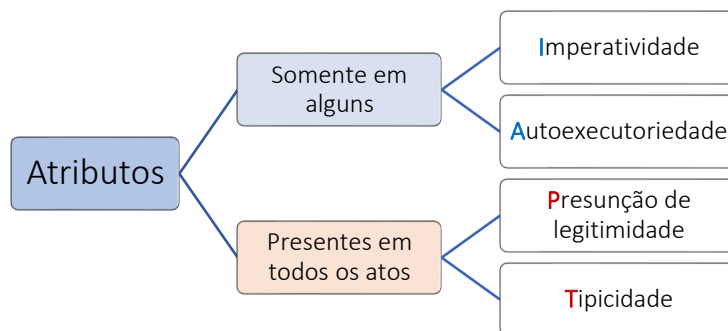 Atributos
Somente em
alguns
Imperatividade
Autoexecutoriedade
Presentes em
todos os atos
Presunção de
legitimidade
Tipicidade